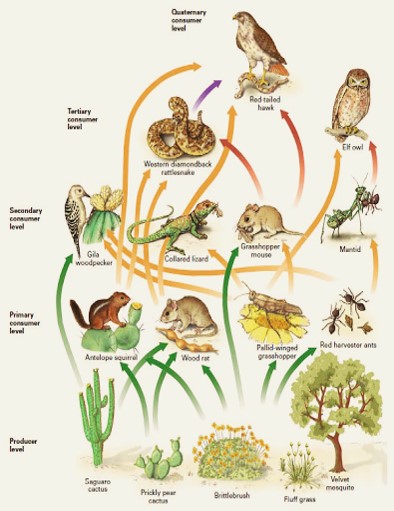 Quaternary
consumer
level
Red-tailed
hawk
Tertiary
consumer
level
Elf owl
Western diamondback
rattlesnake
Secondary
consumer
level
Gila
woodpecker
Collared lizard
Grasshopper
mouse
Mantid
Primary
consumer
level
Antelope squirrel
Wood rat
Pallid-winged
grasshopper
Red harvester ants
Producer
level
Saguaro
cactus
Prickly pear
cactus
Brittlebrush
Fluff grass
Velvet
mesquite